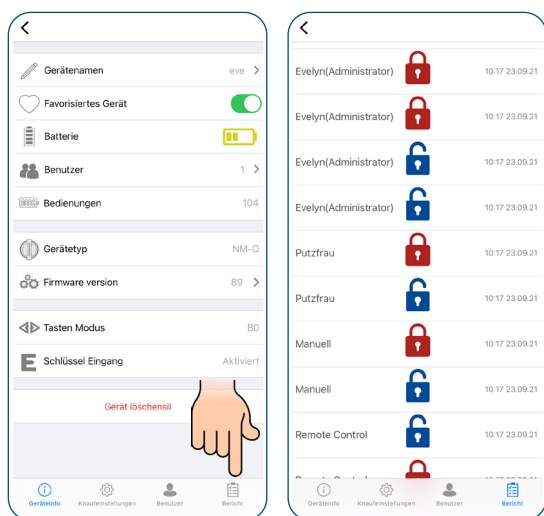 Gerätenamen eve
Favorisiertes Gerät
Batterie
Benutzer 1
Bedienungen 104
Gerätetyp NM-O
Firmware version 89
Tasten Modus B0
E Schlüssel Eingang Aktiviert
Gerät löschensil
Geräteinfo Knaufeinstellungen Benutzer Bericht
Evelyn(Administrator) 10:17 23.09.21
Evelyn(Administrator) 10:17 23.09.21
Evelyn(Administrator) 10:17 23.09.21
Evelyn(Administrator) 10:17 23.09.21
Putzfrau 10:17 23.09.21
Putzfrau 10:17 23.09.21
Manuell 10:17 23.09.21
Manuell 10:17 23.09.21
Remote Control 10:17 23.09.21
Geräteinfo Knaufeinstellungen Benutzer Bericht